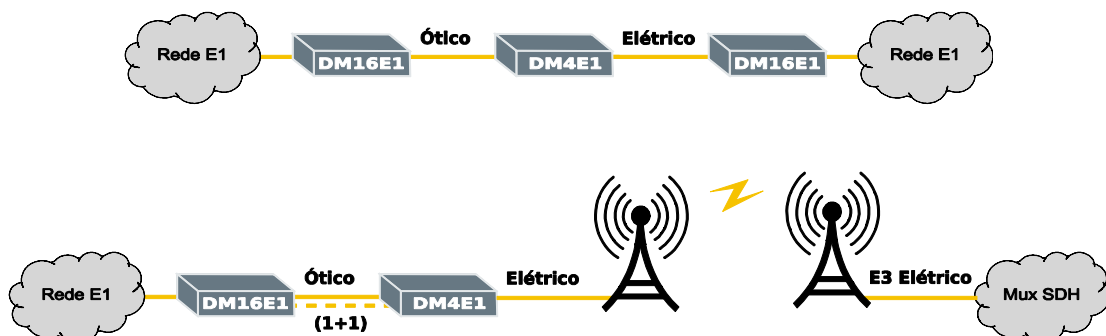 Ótico
Elétrico
Rede E1
DM16E1
DM4E1
DM16E1
Rede E1
Ótico
Elétrico
E3 Elétrico
Rede E1
DM16E1
DM4E1
Mux SDH
(1+1)